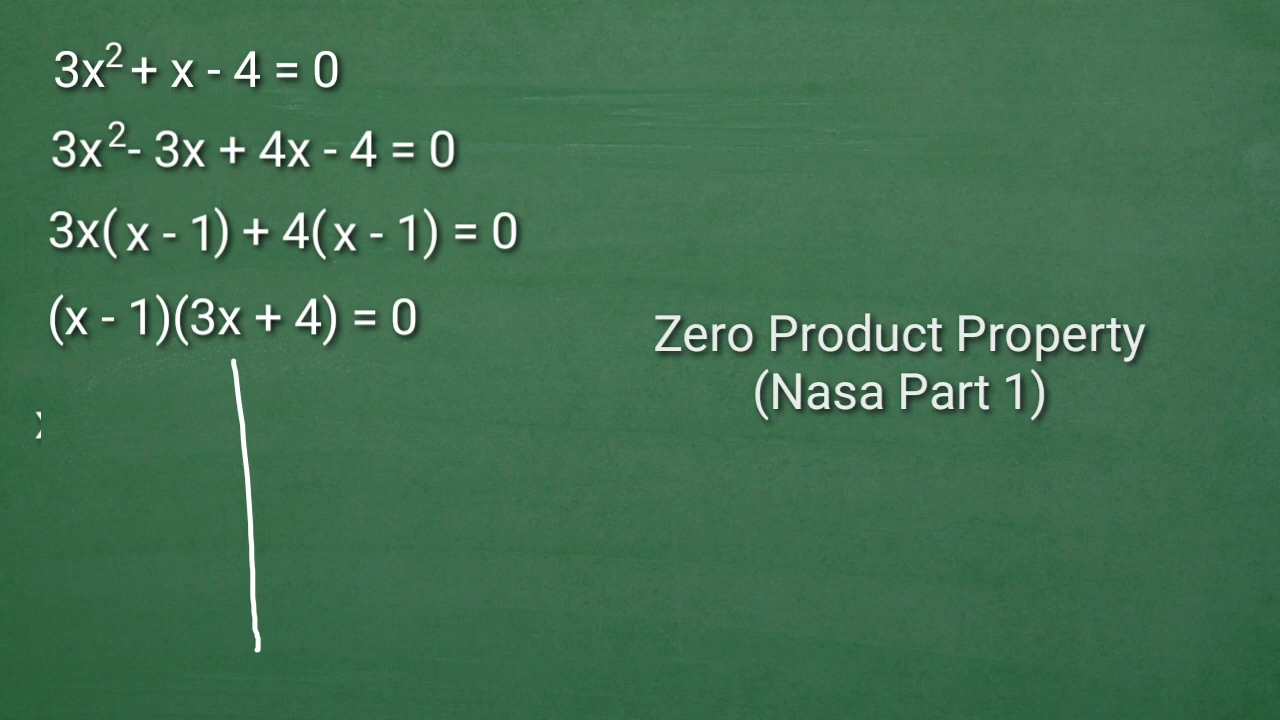 3x² + x - 4 = 0
3x² - 3x + 4x - 4 = 0
3x( x - 1) + 4( x - 1) = 0
(x - 1)(3x + 4) = 0
Zero Product Property
(Nasa Part 1)